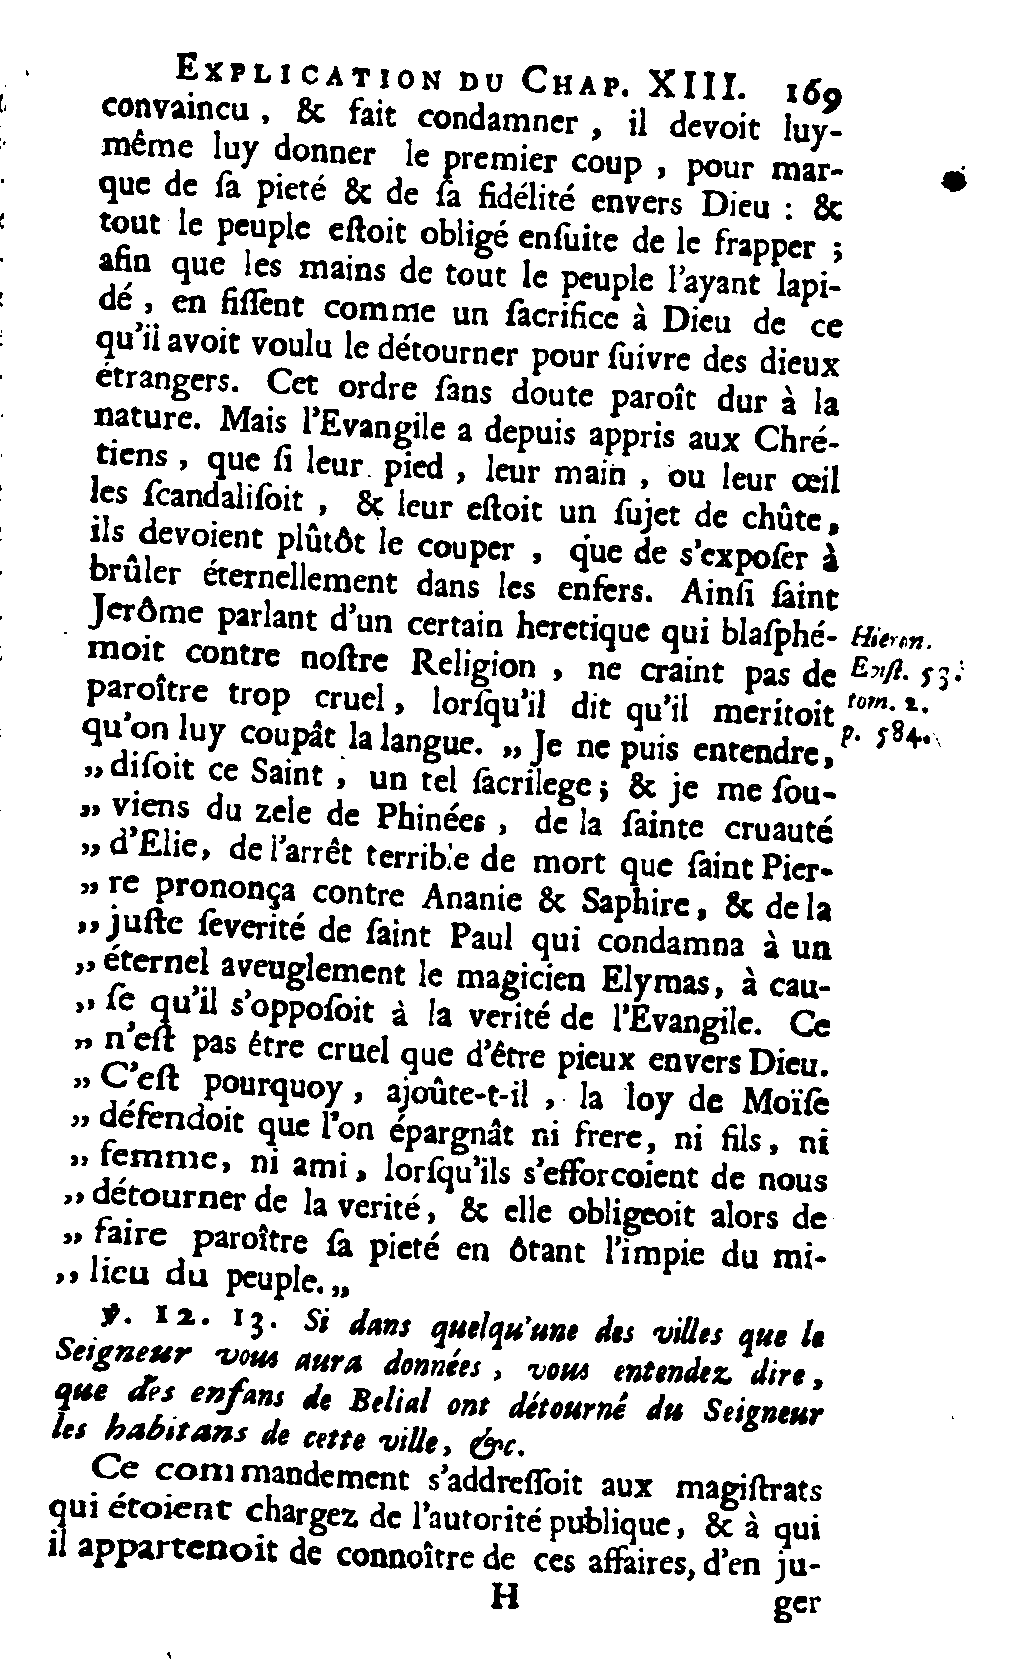 EXPLICATION DU CHAP. XIII. 169
convaincu, & fait condamner, il devoit luy-
même luy donner le premier coup, pour mar-
que de ſa pieté & de ſa fidélité envers Dieu : &
tout le peuple eſtoit obligé enſuite de le frapper ;
afin que les mains de tout le peuple l'ayant lapi-
dé, en fiſſent comme un ſacrifice à Dieu de ce
qu'il avoit voulu le détourner pour ſuivre des dieux
étrangers. Cet ordre ſans doute paroît dur à la
nature. Mais l'Evangile a depuis appris aux Chré-
tiens, que ſi leur pied, leur main, ou leur œil
les ſcandaliſoit, & leur eſtoit un ſujet de chûte,
ils devoient plûtôt le couper, que de s'expoſer à
brûler éternellement dans les enfers. Ainſi ſaint
Jerôme parlant d'un certain heretique qui blaſphé-
moit contre noſtre Religion, ne craint pas de
paroître trop cruel, lorſqu'il dit qu'il meritoit
qu'on luy coupât la langue. „ Je ne puis entendre,
„ diſoit ce Saint, un tel ſacrilege ; & je me ſou-
„ viens du zele de Phinées, de la ſainte cruauté
„ d'Elie, de l'arrêt terrible de mort que ſaint Pier-
„ re prononça contre Ananie & Saphire, & de la
„ juſte ſeverité de ſaint Paul qui condamna à un
„ éternel aveuglement le magicien Elymas, à cau-
„ ſe qu'il s'oppoſoit à la verité de l'Evangile. Ce
„ n'eſt pas être cruel que d'être pieux envers Dieu.
„ C'eſt pourquoy, ajoûte-t-il, la loy de Moïſe
„ défendoit que l'on épargnât ni frere, ni fils, ni
„ femme, ni ami, lorſqu'ils s'efforcoient de nous
„ détourner de la verité, & elle obligeoit alors de
„ faire paroître ſa pieté en ôtant l'impie du mi-
„ lieu du peuple. „
℣. 12. 13. Si dans quelqu'une des villes que le
Seigneur vous aura données, vous entendez dire,
que des enfans de Belial ont détourné du Seigneur
les habitans de cette ville, &c.
Ce commandement s'addreſſoit aux magiſtrats
qui étoient chargez de l'autorité publique, & à qui
il appartenoit de connoître de ces affaires, d'en ju-
H ger
Hieron.
Epiſt. 53.
tom. 2.
p. 584.